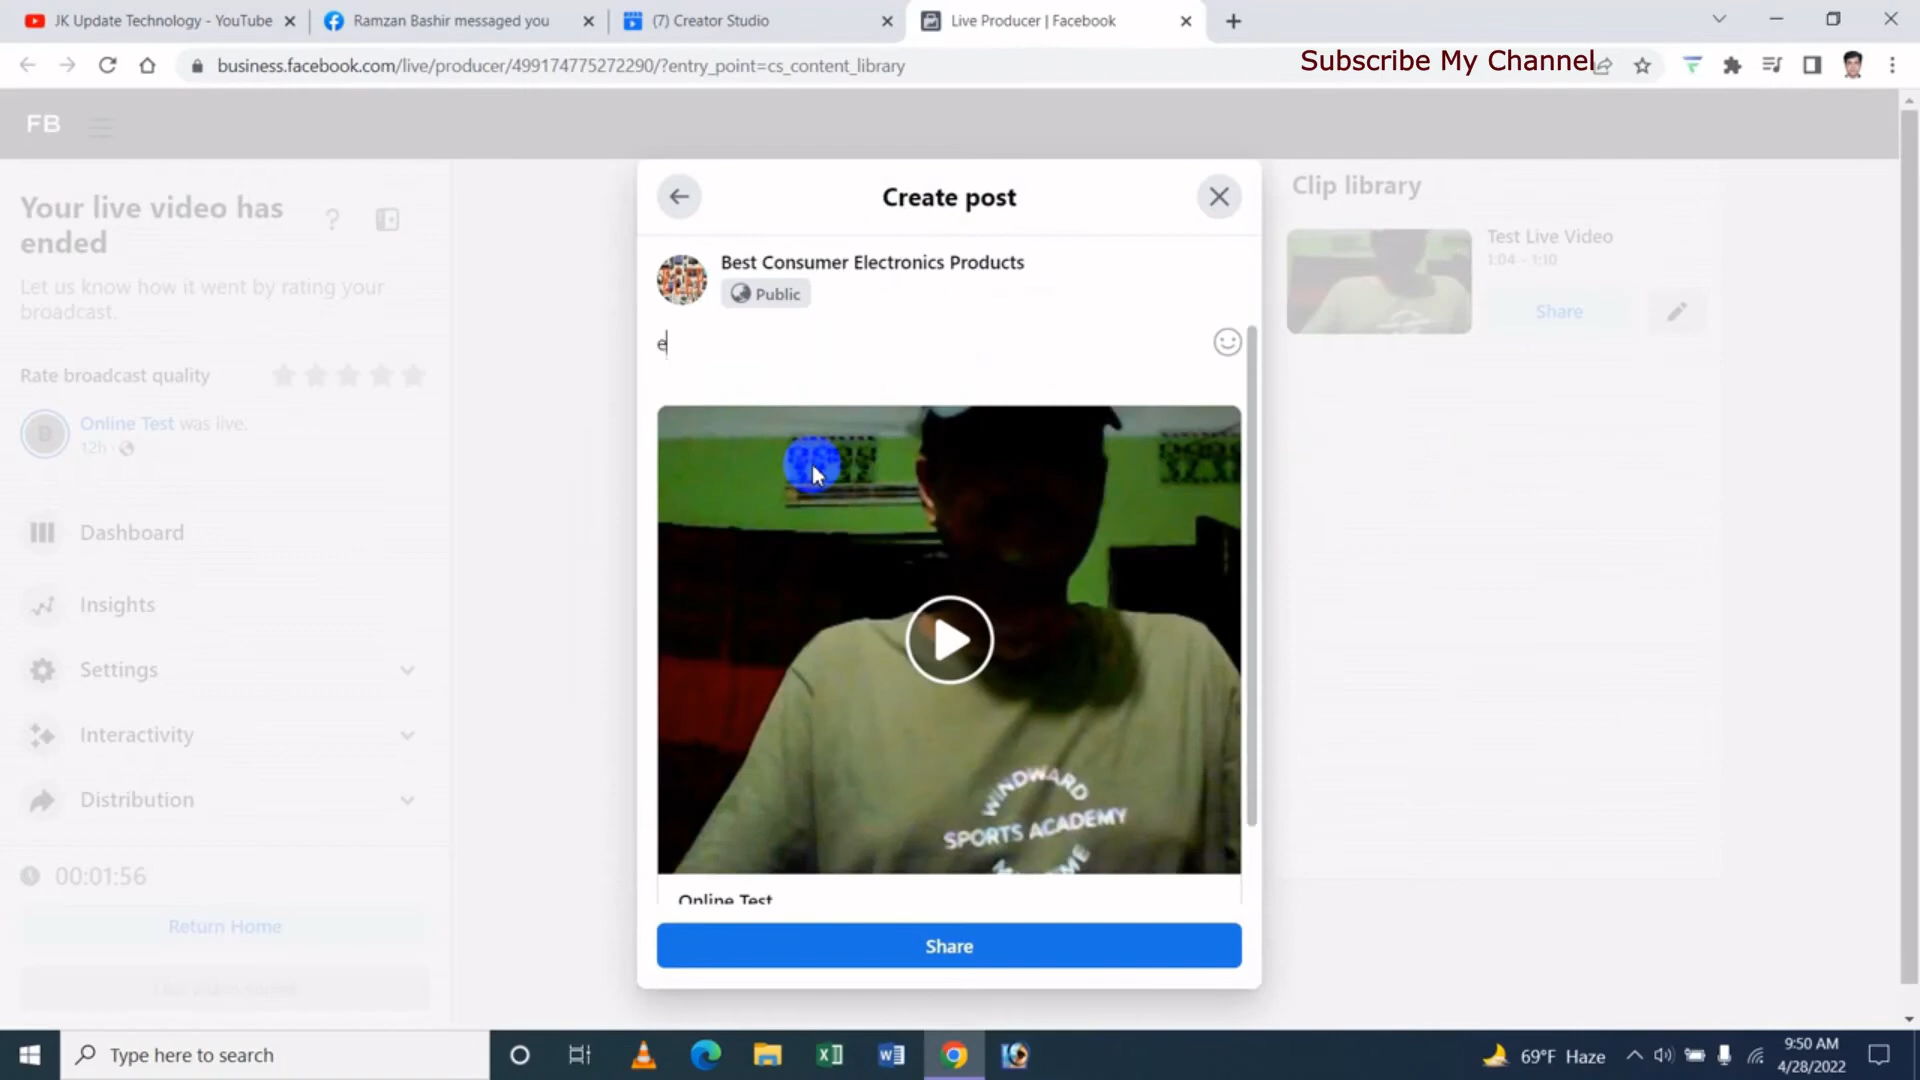 JK Update Technology - YouTube
Ramzan Bashir messaged you
(7) Creator Studio
Live Producer | Facebook
business.facebook.com/live/producer/499174775272290/?entry_point=cs_content_library
Subscribe My Channel
FB
Your live video has
ended
Let us know how it went by rating your
broadcast.
Rate broadcast quality
B
Online Test was live.
12h
Dashboard
Insights
Settings
Interactivity
Distribution
00:01:56
Return Home
Create post
Best Consumer Electronics Products
Public
e
WINDWARD
SPORTS ACADEMY
Online Test
Share
Clip library
Test Live Video
1:04 - 1:10
Share
Type here to search
69°F Haze
9:50 AM
4/28/2022